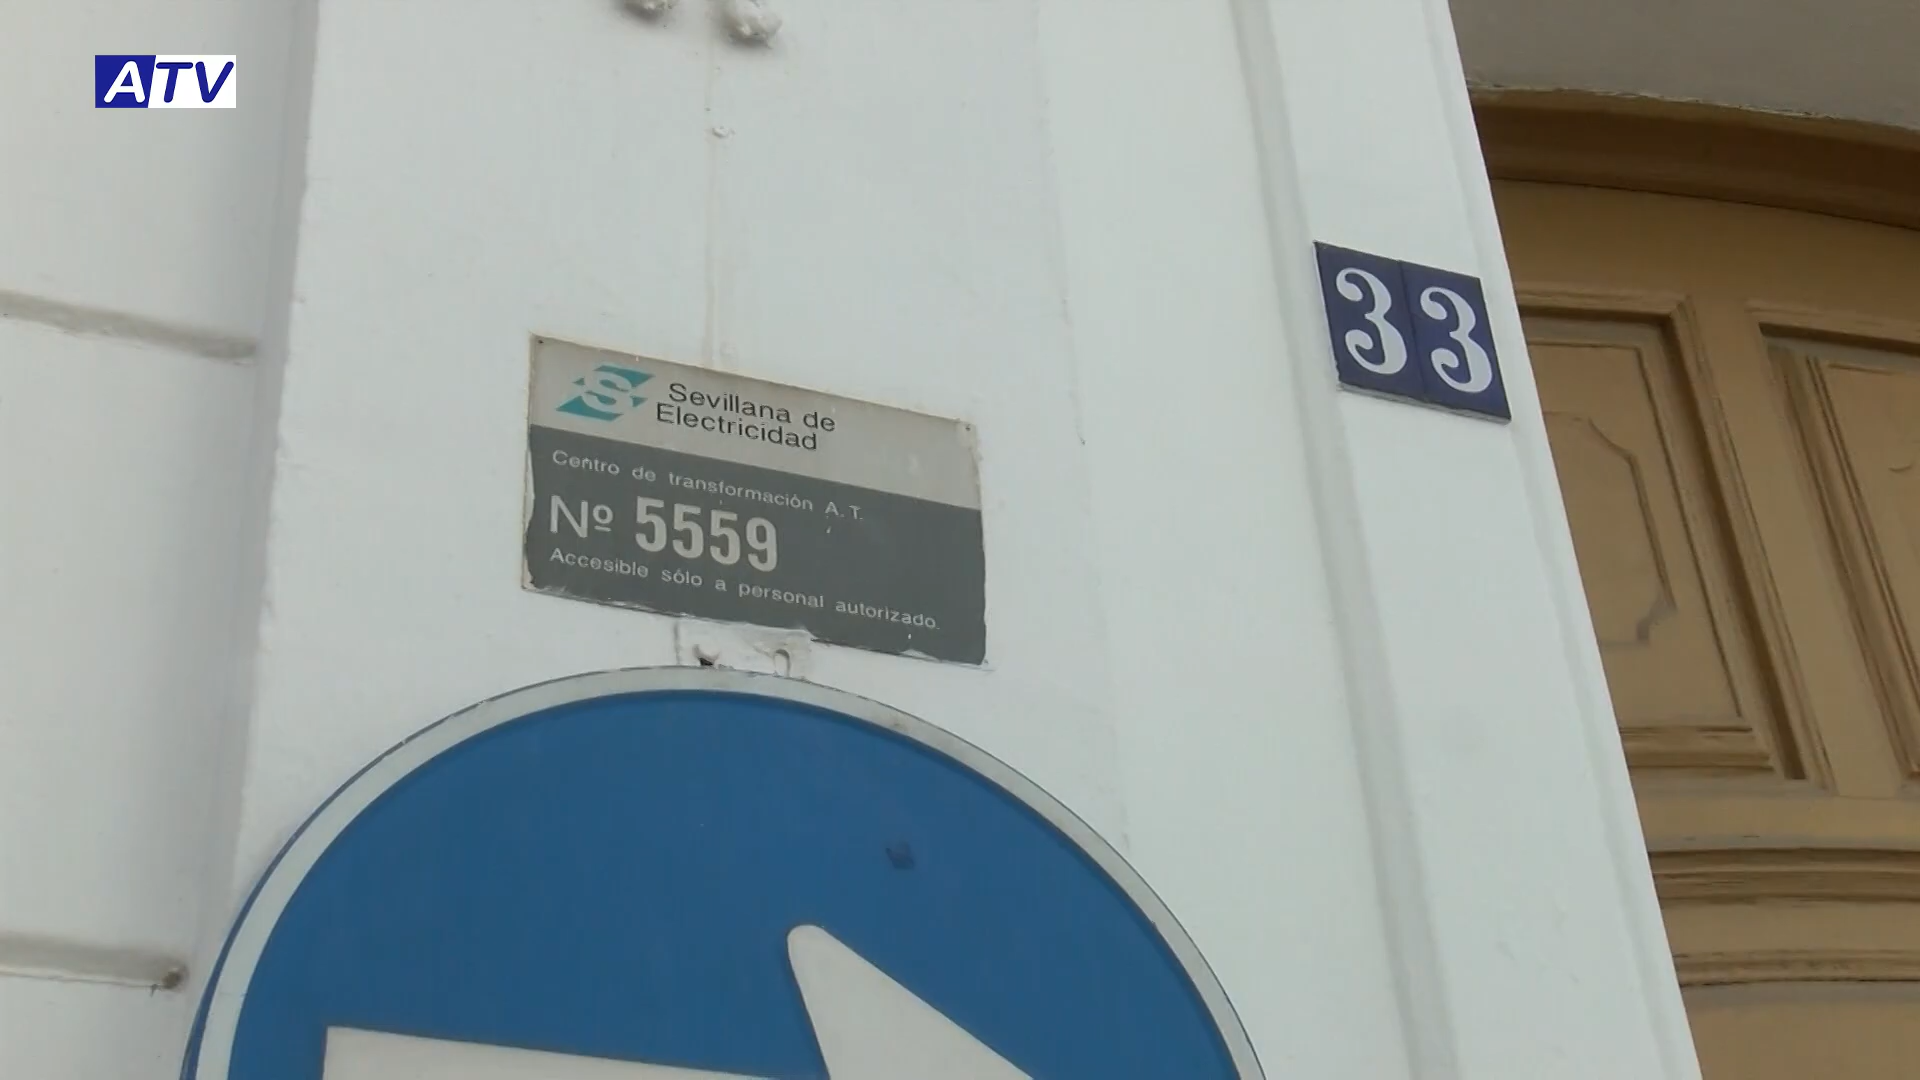 ATV
33
S
Sevillana de
Electricidad
Centro de transformación A.T.
Nº 5559
Accesible sólo a personal autorizado.